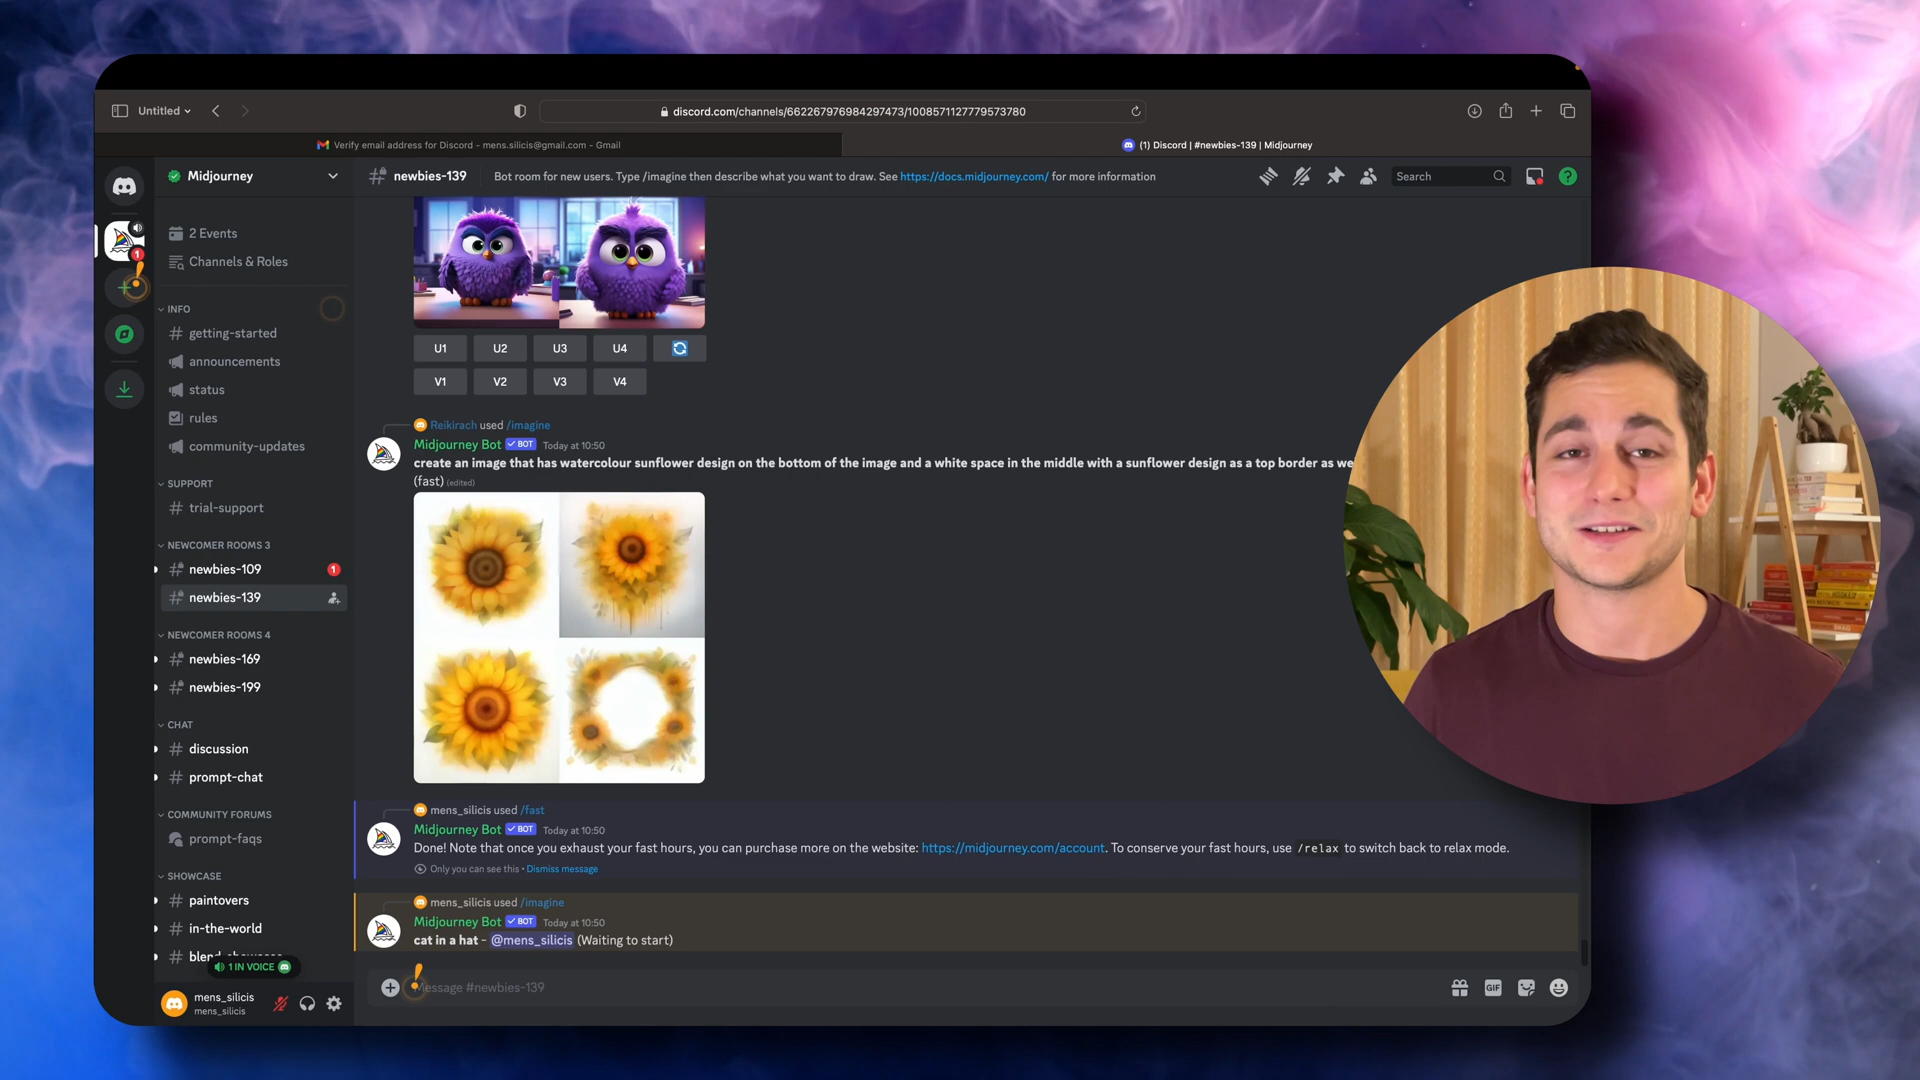 Untitled
discord.com/channels/662267976984297473/1008571127779573780
Verify email address for Discord - mens.silicis@gmail.com - Gmail
(1) Discord | #newbies-139 | Midjourney
Midjourney
newbies-139
Bot room for new users. Type /imagine then describe what you want to draw. See https://docs.midjourney.com/ for more information
Search
1
2 Events
Channels & Roles
INFO
getting-started
announcements
status
rules
community-updates
SUPPORT
trial-support
NEWCOMER ROOMS 3
newbies-109
1
newbies-139
NEWCOMER ROOMS 4
newbies-169
newbies-199
CHAT
discussion
prompt-chat
COMMUNITY FORUMS
prompt-faqs
SHOWCASE
paintovers
in-the-world
1 IN VOICE
mens_silicis
mens_silicis
U1 U2 U3 U4
V1 V2 V3 V4
Reikirach used /imagine
Midjourney Bot BOT Today at 10:50
create an image that has watercolour sunflower design on the bottom of the image and a white space in the middle with a sunflower design as a top border as we
(fast) (edited)
mens_silicis used /fast
Midjourney Bot BOT Today at 10:50
Done! Note that once you exhaust your fast hours, you can purchase more on the website: https://midjourney.com/account. To conserve your fast hours, use /relax to switch back to relax mode.
Only you can see this • Dismiss message
mens_silicis used /imagine
Midjourney Bot BOT Today at 10:50
cat in a hat - @mens_silicis (Waiting to start)
Message #newbies-139
GIF